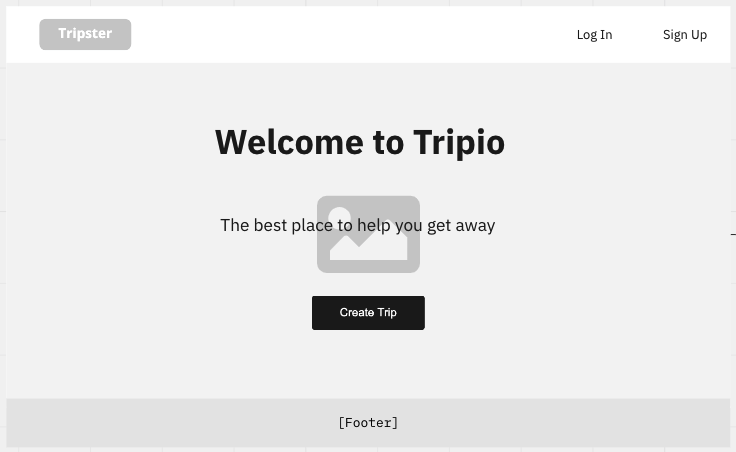 Tripster
Log In
Sign Up
Welcome to Tripio
The best place to help you get away
Create Trip
[Footer]